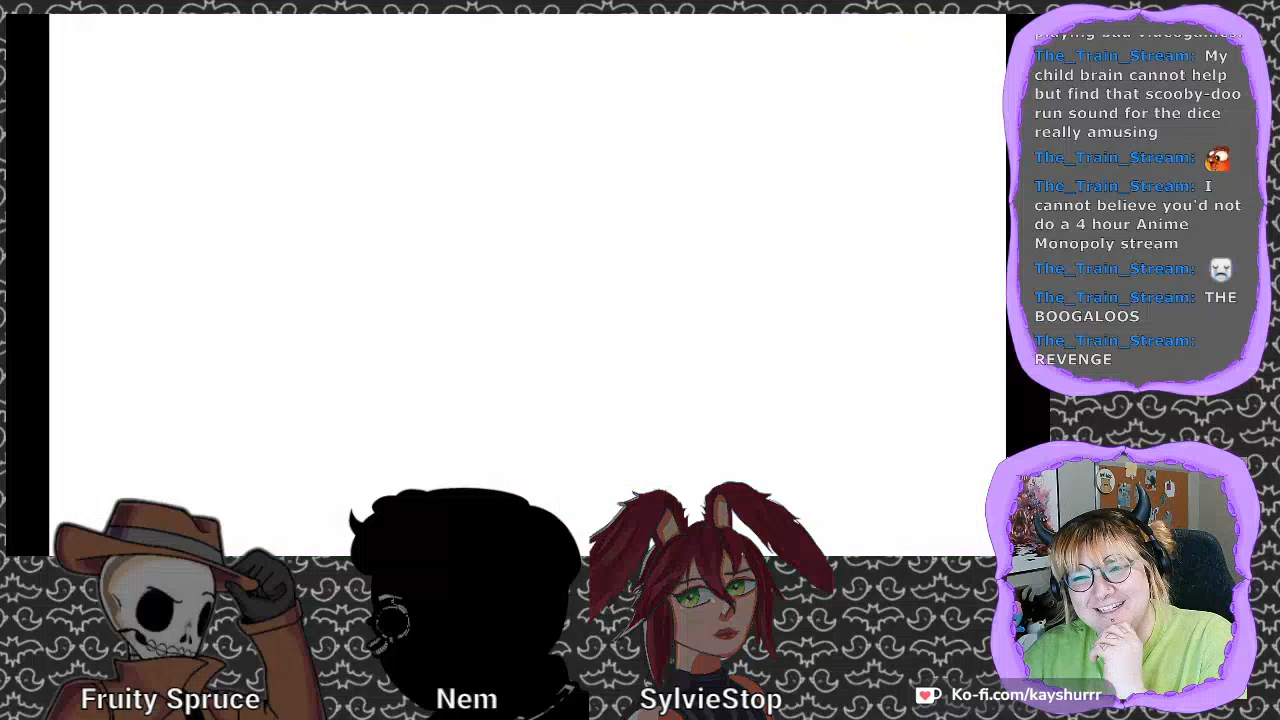 The_Train_Stream: My
child brain cannot help
but find that scooby-doo
run sound for the dice
really amusing
The_Train_Stream:
The_Train_Stream: I
cannot believe you'd not
do a 4 hour Anime
Monopoly stream
The_Train_Stream:
The_Train_Stream: THE
BOOGALOOS
The_Train_Stream:
REVENGE
Fruity Spruce
Nem
SylvieStop
Ko-fi.com/kayshurrr